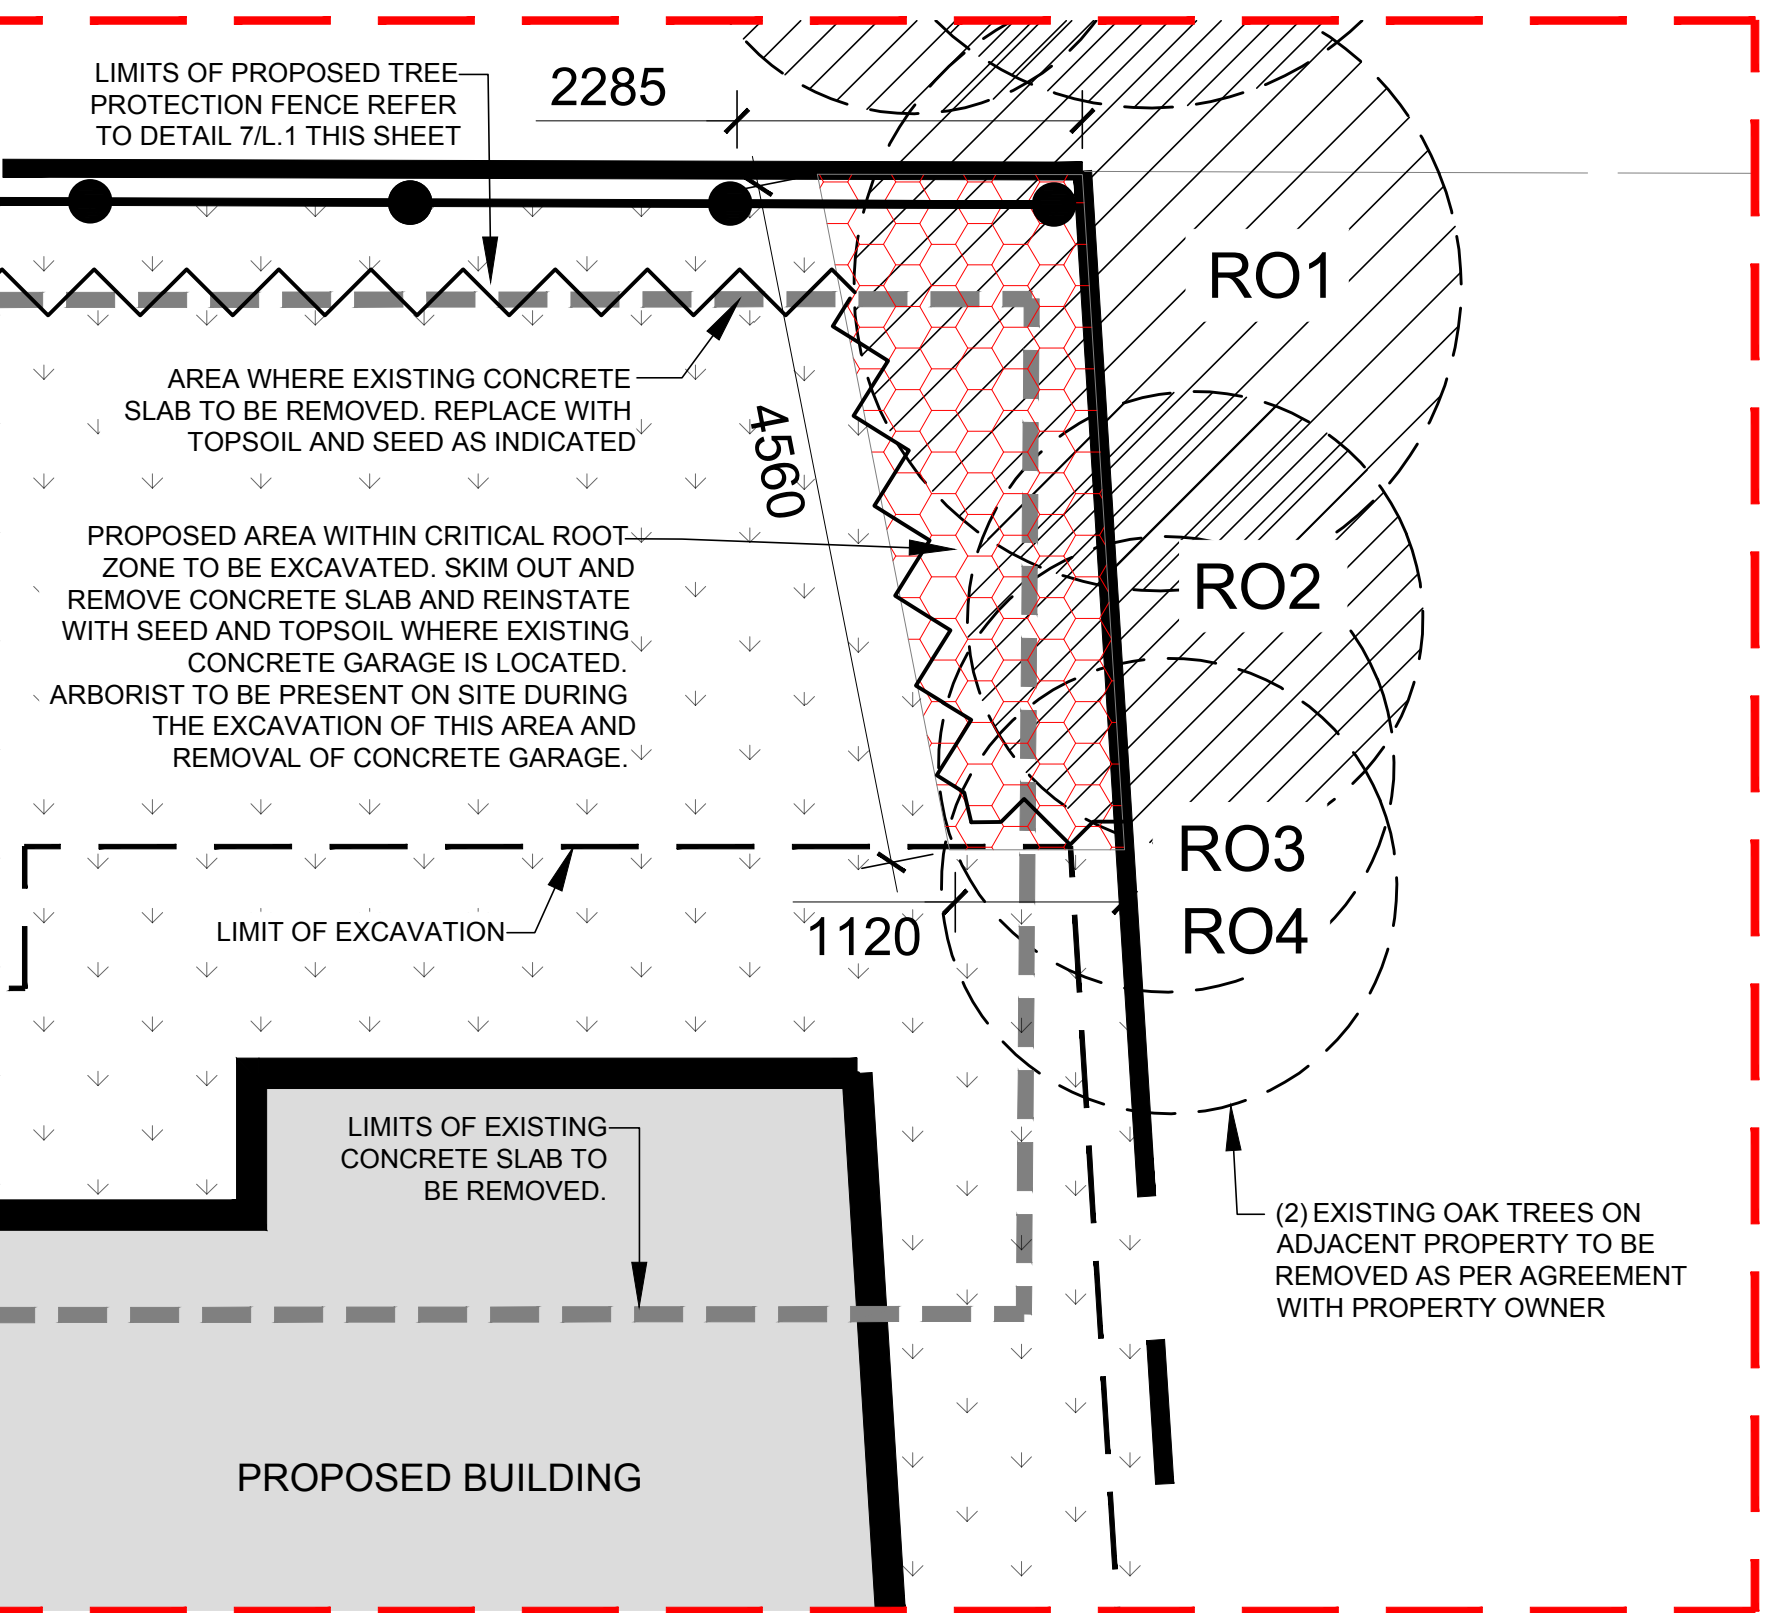 LIMITS OF PROPOSED TREE
PROTECTION FENCE REFER
TO DETAIL 7/L.1 THIS SHEET
2285
RO1
AREA WHERE EXISTING CONCRETE
SLAB TO BE REMOVED. REPLACE WITH
TOPSOIL AND SEED AS INDICATED
4560
PROPOSED AREA WITHIN CRITICAL ROOT
ZONE TO BE EXCAVATED. SKIM OUT AND
REMOVE CONCRETE SLAB AND REINSTATE
WITH SEED AND TOPSOIL WHERE EXISTING
CONCRETE GARAGE IS LOCATED.
ARBORIST TO BE PRESENT ON SITE DURING
THE EXCAVATION OF THIS AREA AND
REMOVAL OF CONCRETE GARAGE.
RO2
RO3
RO4
LIMIT OF EXCAVATION
1120
LIMITS OF EXISTING
CONCRETE SLAB TO
BE REMOVED.
(2) EXISTING OAK TREES ON
ADJACENT PROPERTY TO BE
REMOVED AS PER AGREEMENT
WITH PROPERTY OWNER
PROPOSED BUILDING